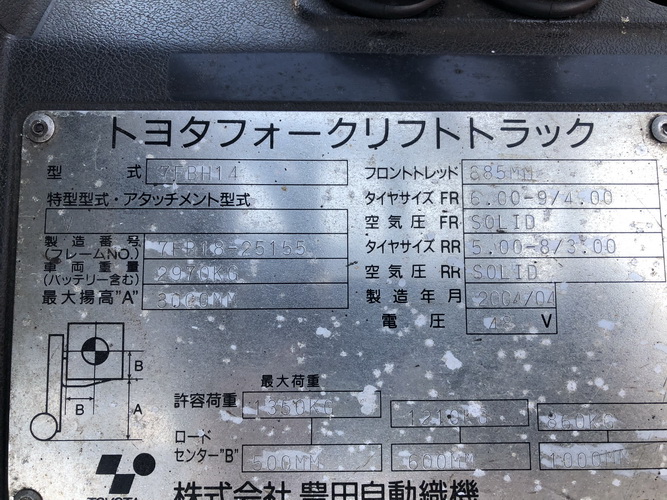 トヨタフォークリフトトラック
型 式 7FBH14 フロントトレッド 885MM
特型型式・アタッチメント型式 タイヤサイズ FR 6.00-9/4.00
空気圧 FR SOLID
製造番号 (フレームNO.) 7FB18-25155 タイヤサイズ RR 5.00-8/3.00
車両重量 (バッテリー含む) 2970KG 空気圧 RR SOLID
最大揚高"A" 3000MM 製造年月 2004/04
電圧 48 V
B
B A
最大荷重
許容荷重 1350KG
ロードセンター"B" 500MM 600MM 1000MM
TOYOTA 株式会社 豊田自動織機